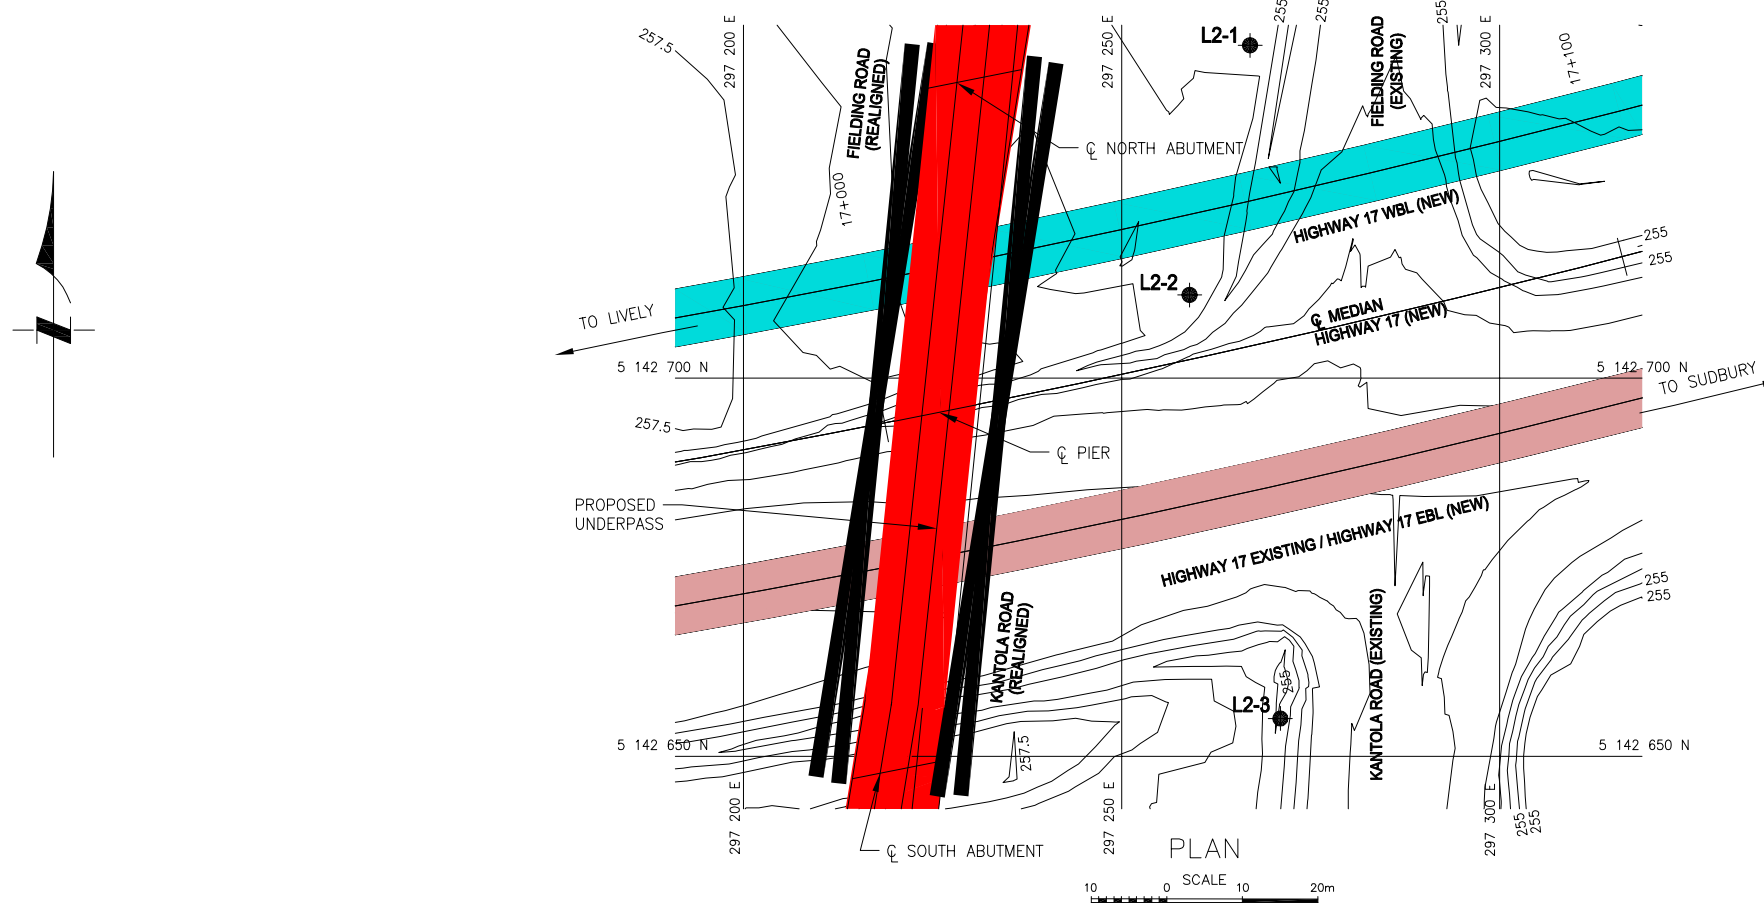 257.5
297 200 E
FIELDING ROAD
(REALIGNED)
297 250 E
L2-1
255
255
FIELDING ROAD
(EXISTING)
255
297 300 E
17+100
℄ NORTH ABUTMENT
17+000
HIGHWAY 17 WBL (NEW)
255
255
L2-2
TO LIVELY
℄ MEDIAN
HIGHWAY 17 (NEW)
5 142 700 N
5 142 700 N
TO SUDBURY
257.5
℄ PIER
PROPOSED
UNDERPASS
HIGHWAY 17 EXISTING / HIGHWAY 17 EBL (NEW)
255
255
KANTOLA ROAD
(REALIGNED)
KANTOLA ROAD (EXISTING)
255
L2-3
5 142 650 N
257.5
5 142 650 N
297 200 E
297 250 E
297 300 E
255
255
℄ SOUTH ABUTMENT
PLAN
SCALE
10 0 10 20m